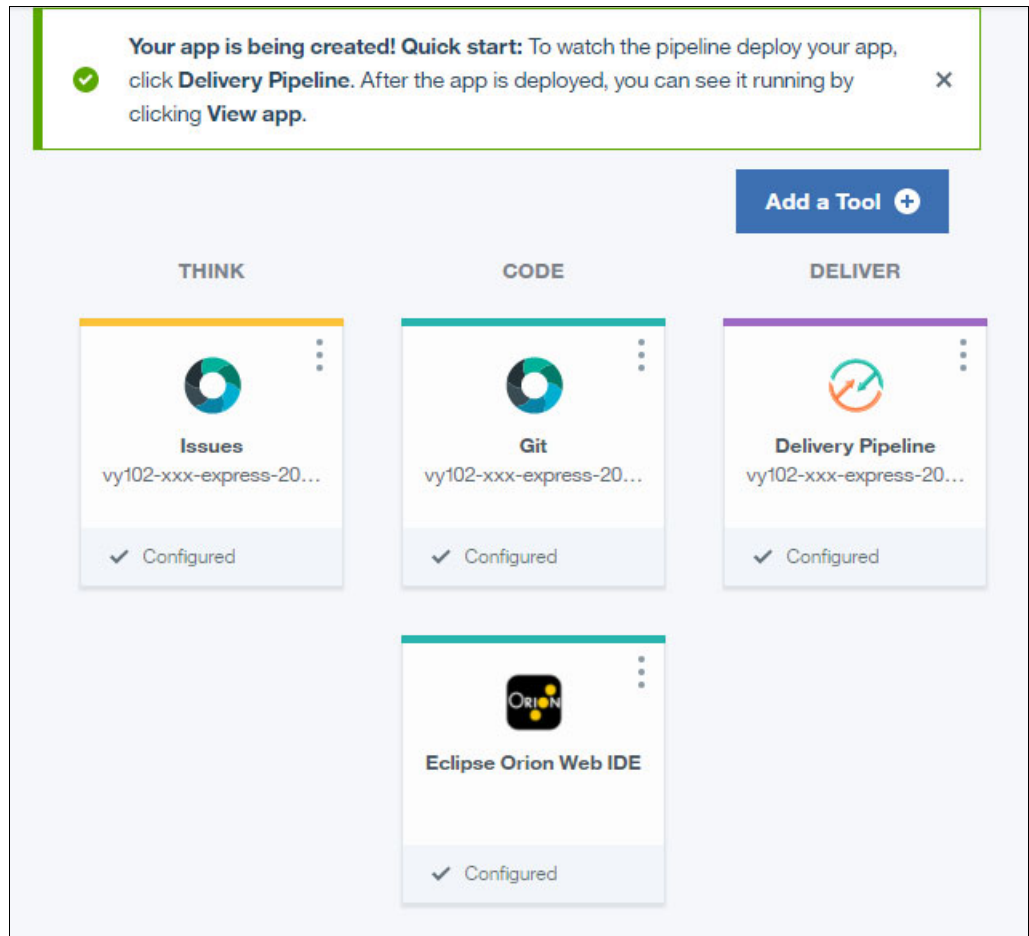 Your app is being created! Quick start: To watch the pipeline deploy your app,
click Delivery Pipeline. After the app is deployed, you can see it running by
clicking View app.
Add a Tool
THINK
CODE
DELIVER
Issues
vy102-xxx-express-20...
Configured
Git
vy102-xxx-express-20...
Configured
Delivery Pipeline
vy102-xxx-express-20...
Configured
ORION
Eclipse Orion Web IDE
Configured